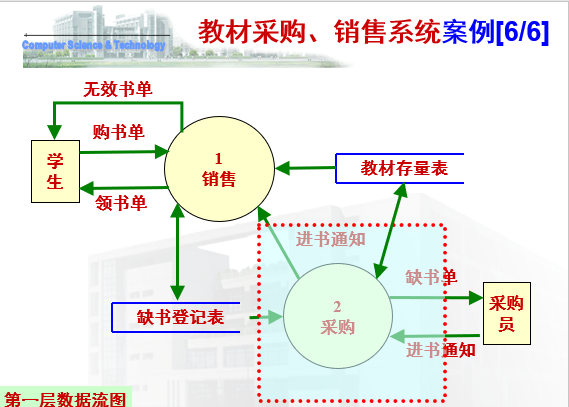 教材采购、销售系统案例[6/6]
Computer Science & Technology
无效书单
购书单
学
生
领书单
1
销售
教材存量表
进书通知
缺书单
2
采购
采购
员
缺书登记表
进书通知
第一层数据流图